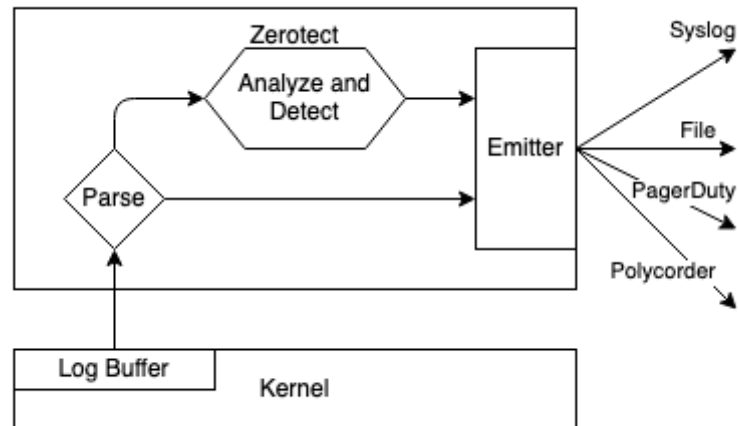 Zerotect
Syslog
Analyze and
Detect
File
Emitter
Parse
PagerDuty
Polycorder
Log Buffer
Kernel